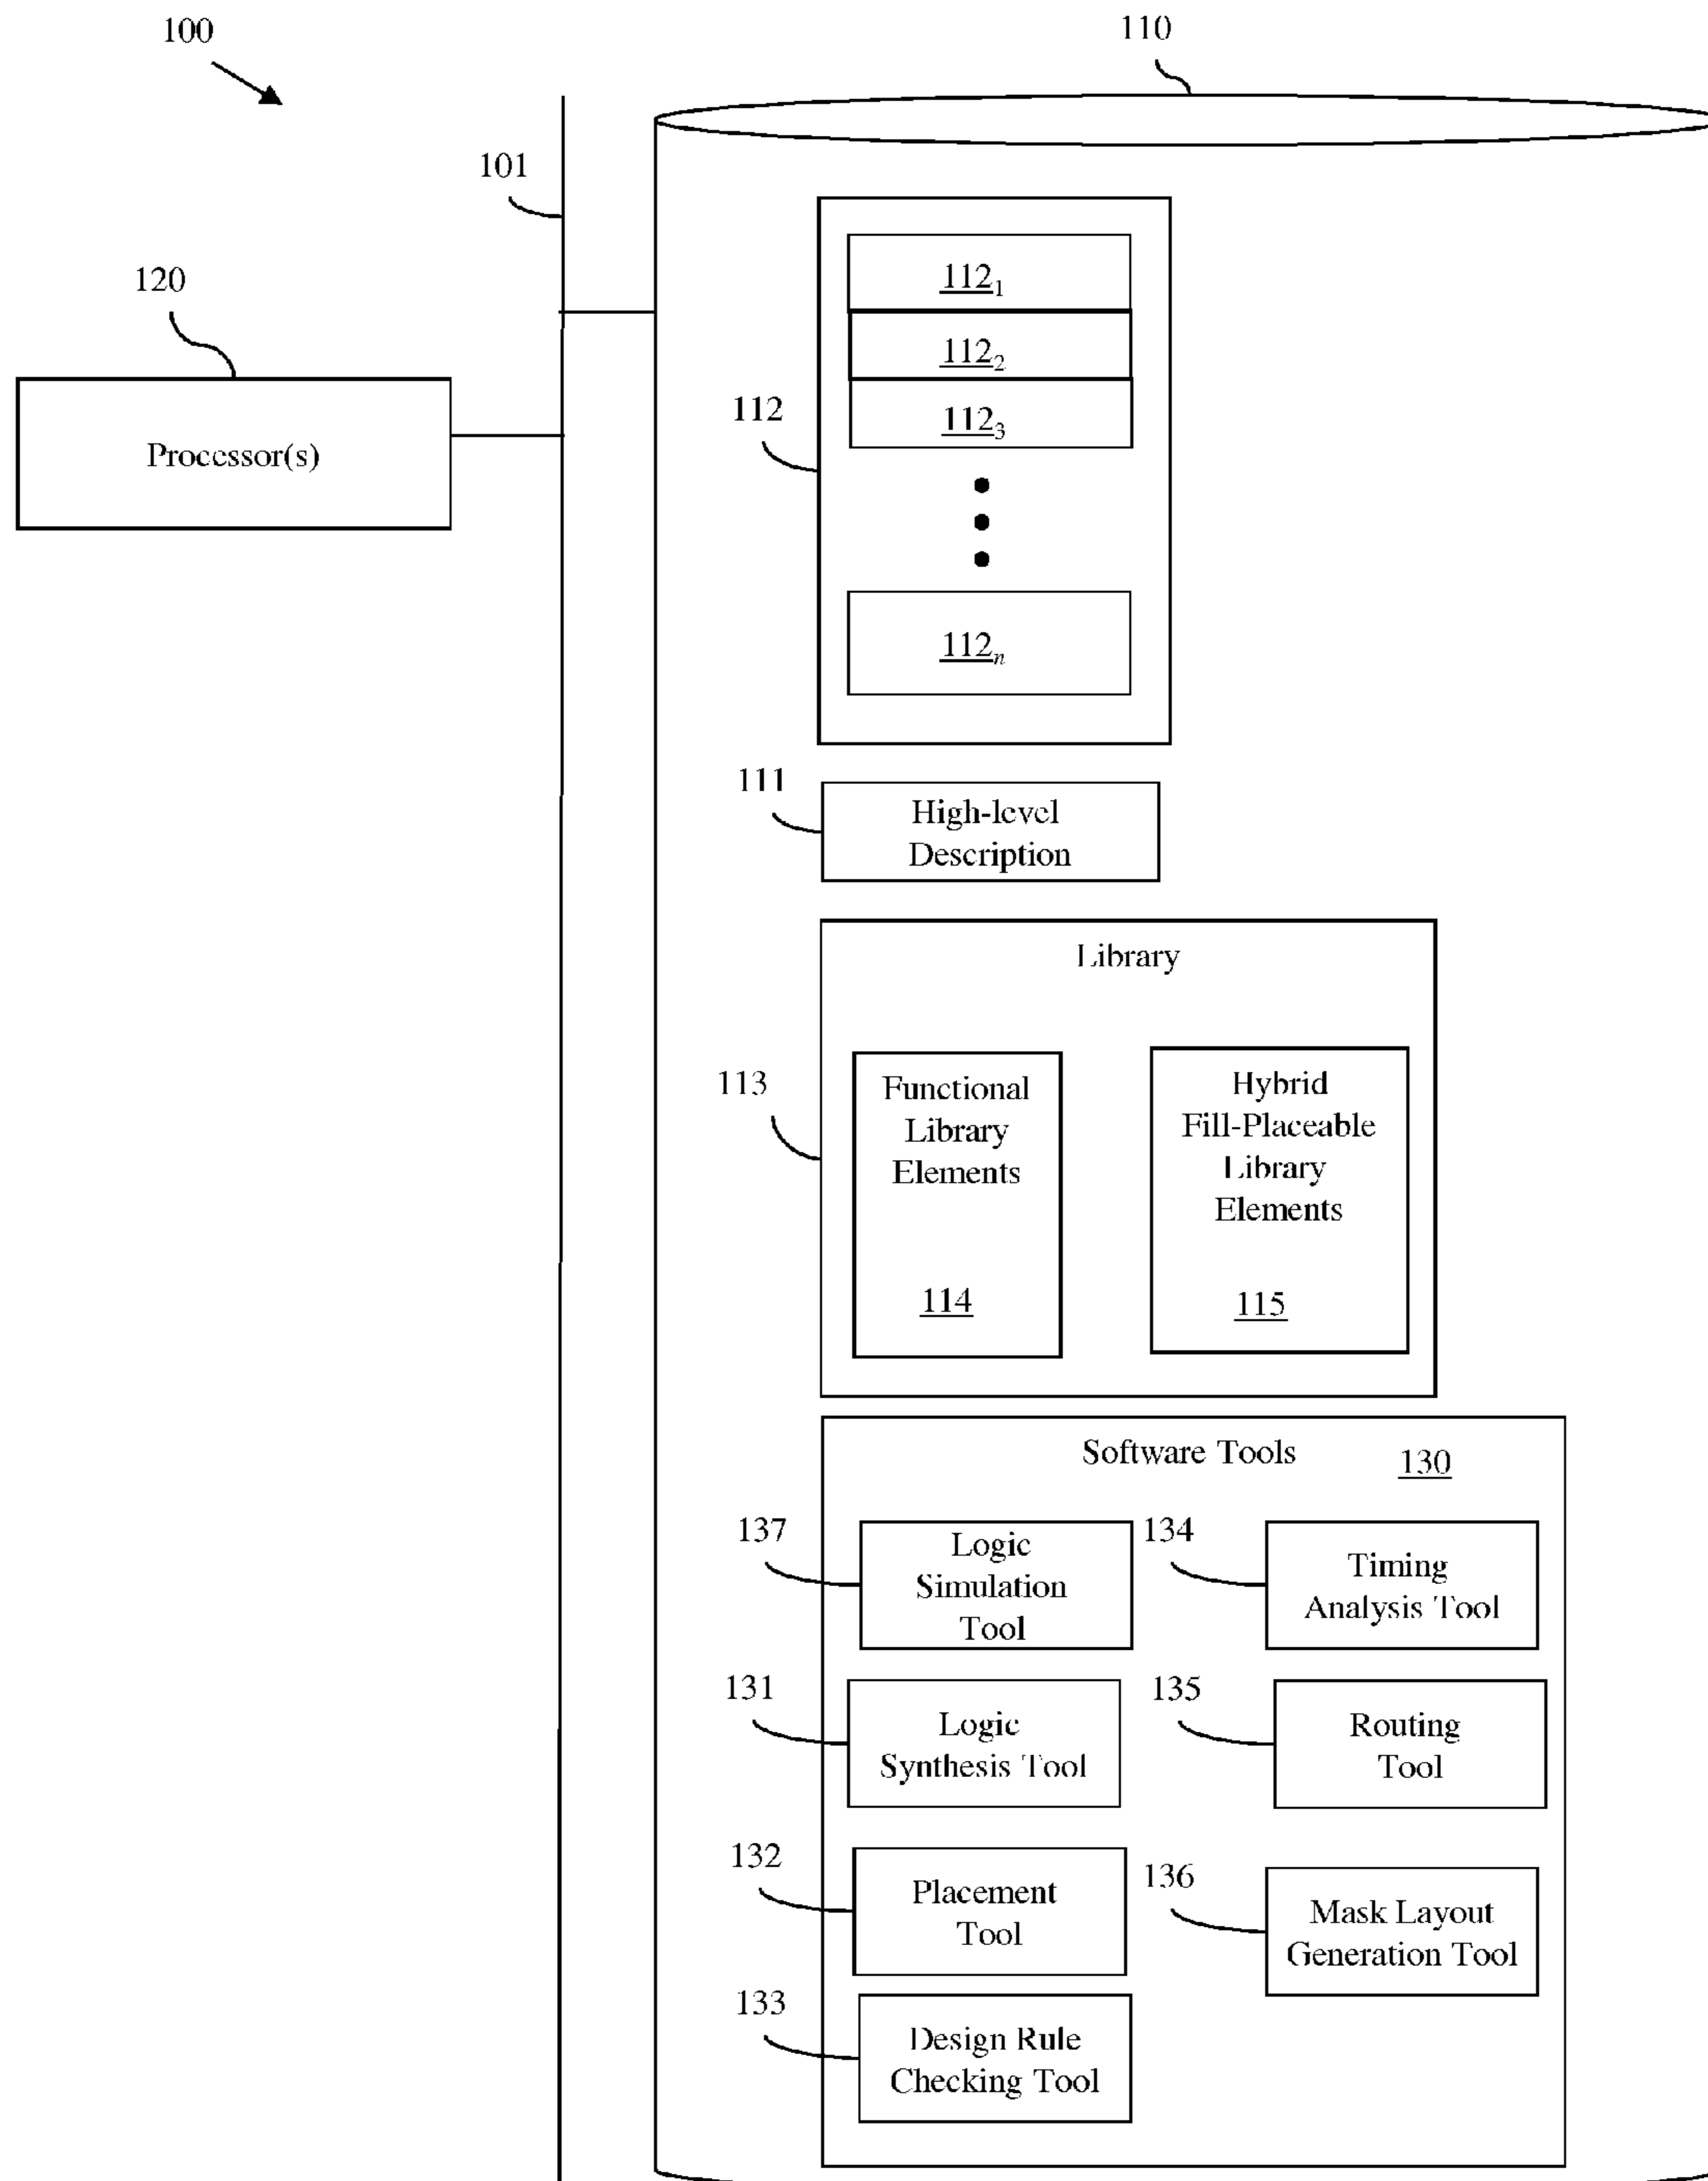 100
110
101
120
Processor(s)
112₁
112₂
112₃
112
112ₙ
111
High-level
Description
Library
113
Functional
Library
Elements
114
Hybrid
Fill-Placeable
Library
Elements
115
Software Tools
130
137
Logic
Simulation
Tool
134
Timing
Analysis Tool
131
Logic
Synthesis Tool
135
Routing
Tool
132
Placement
Tool
136
Mask Layout
Generation Tool
133
Design Rule
Checking Tool